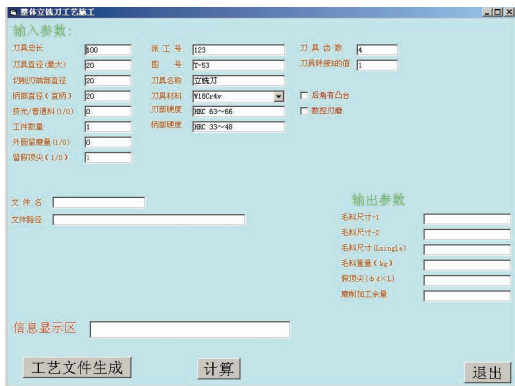 整体立铣刀工艺施工
输入参数:
刀具总长 100 派 工 号 123 刀 具 齿 数 4
刀具直径(最大) 20 图 号 T-53 刀具转接R的值 1
切削刃端部直径 20 刀具名称 立铣刀
柄部直径(直柄) 20 刀具材料 W18Cr4v 后角有凸台
挤光/普通料(1/0) 0 刃部硬度 HRC 63~66 数控刃磨
工件数量 1 柄部硬度 HRC 33~48
外圆留磨量(1/0) 0
留假顶尖(1/0) 1
文 件 名 输出参数
文件路径 毛料尺寸-1
毛料尺寸-2
毛料尺寸(Lsingle)
毛料重量(kg)
假顶尖(φd×L)
磨削加工余量
信息显示区
工艺文件生成 计算 退出